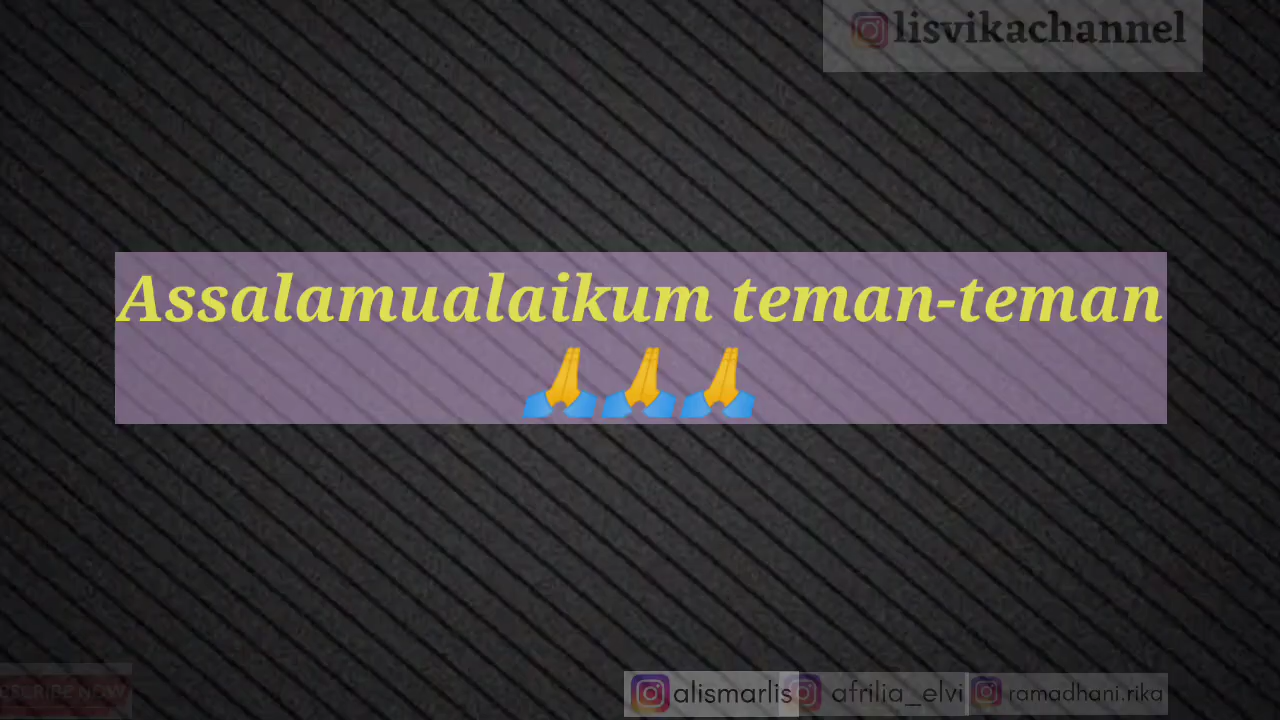 lisvikachannel
Assalamualaikum teman-teman
🙏🙏🙏
alismarlis afrilia_elvi ramadhani.rika